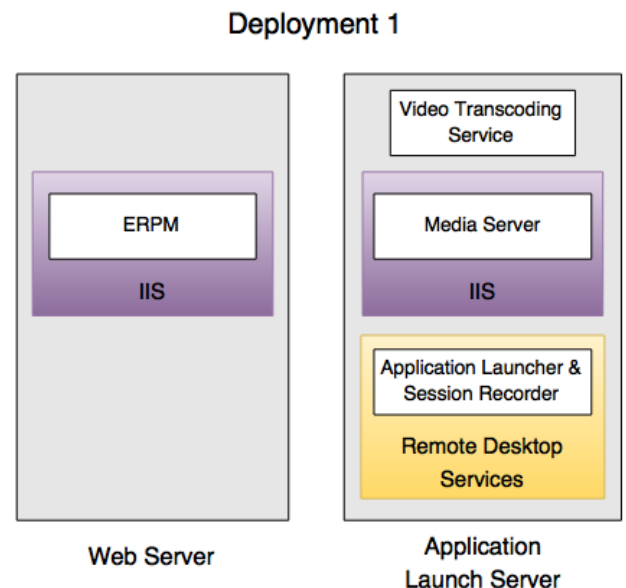 Deployment 1
ERPM
IIS
Web Server
Video Transcoding
Service
Media Server
IIS
Application Launcher &
Session Recorder
Remote Desktop
Services
Application
Launch Server